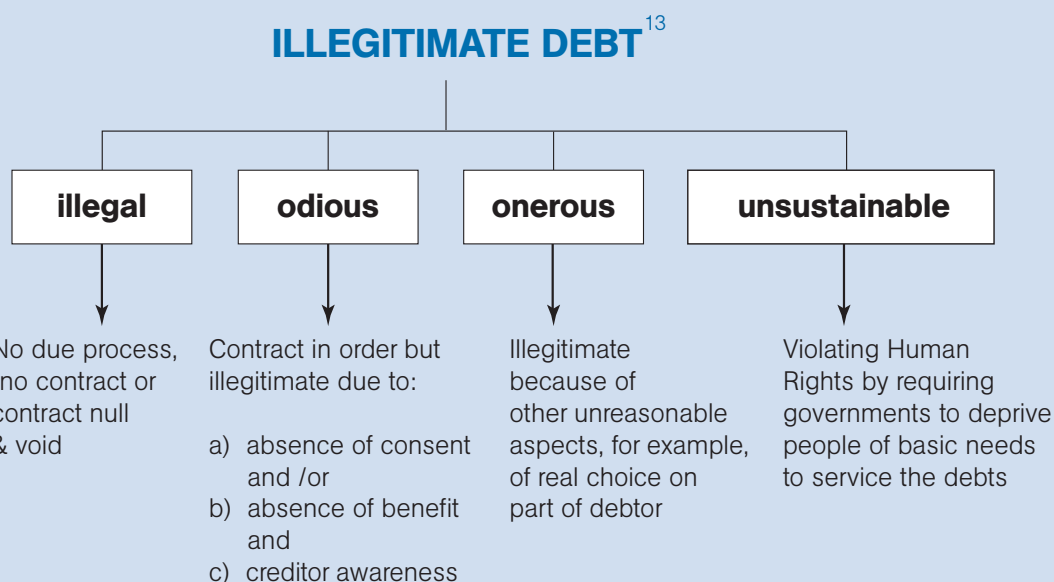 ILLEGITIMATE DEBT13
illegal
odious
onerous
unsustainable
No due process,
no contract or
contract null
& void
Contract in order but
illegitimate due to:
a) absence of consent
and /or
b) absence of benefit
and
c) creditor awareness
Illegitimate
because of
other unreasonable
aspects, for example,
of real choice on
part of debtor
Violating Human
Rights by requiring
governments to deprive
people of basic needs
to service the debts